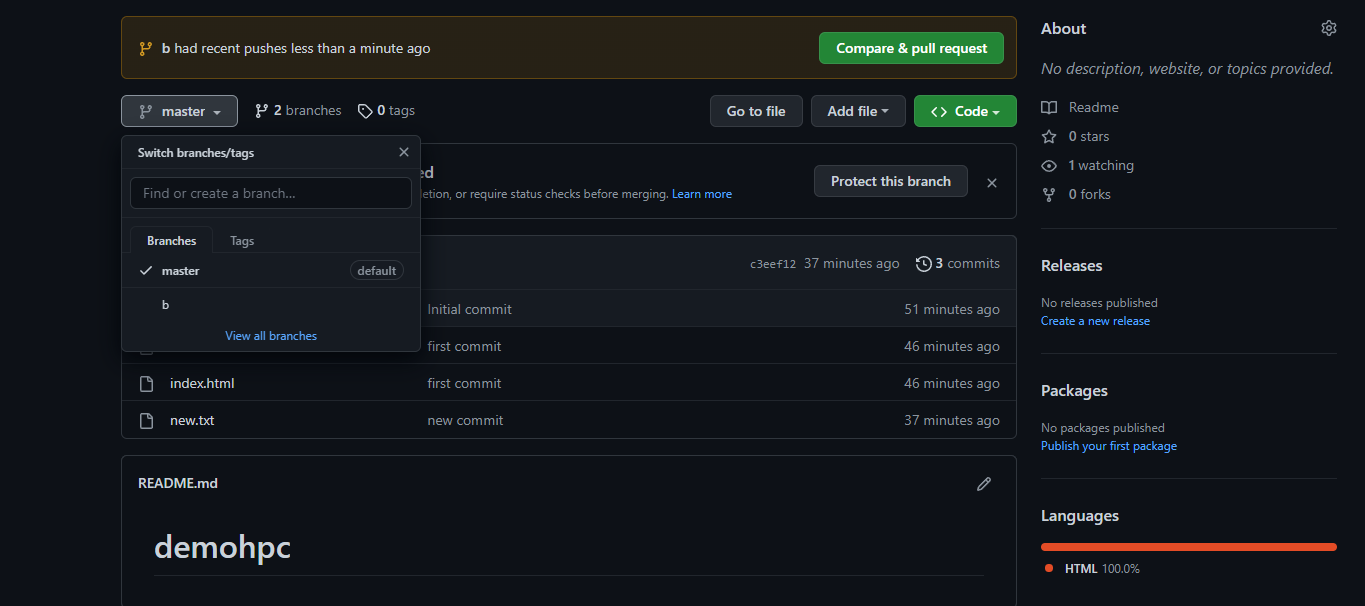 b had recent pushes less than a minute ago
Compare & pull request
master
2 branches
0 tags
Go to file
Add file
Code
Switch branches/tags
Find or create a branch...
Branches
Tags
master
default
b
View all branches
ed
etion, or require status checks before merging. Learn more
Protect this branch
c3eef12 37 minutes ago
3 commits
Initial commit
51 minutes ago
first commit
46 minutes ago
index.html
first commit
46 minutes ago
new.txt
new commit
37 minutes ago
README.md
demohpc
About
No description, website, or topics provided.
Readme
0 stars
1 watching
0 forks
Releases
No releases published
Create a new release
Packages
No packages published
Publish your first package
Languages
HTML 100.0%